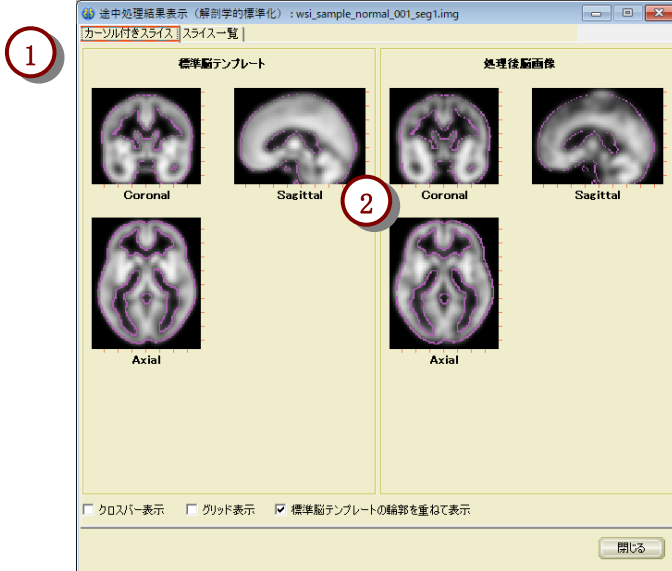 途中処理結果表示（解剖学的標準化）: wsi_sample_normal_001_seg1.img
カーソル付きスライス スライス一覧
1
標準脳テンプレート 処理後脳画像
Coronal Sagittal Coronal Sagittal
2
Axial Axial
クロスバー表示 グリッド表示 標準脳テンプレートの輪郭を重ねて表示
閉じる